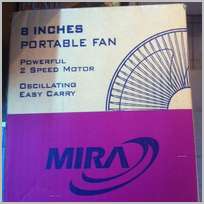 8 INCHES
PORTABLE FAN
POWERFUL
2 SPEED MOTOR
OSCILLATING
EASY CARRY
MIRA